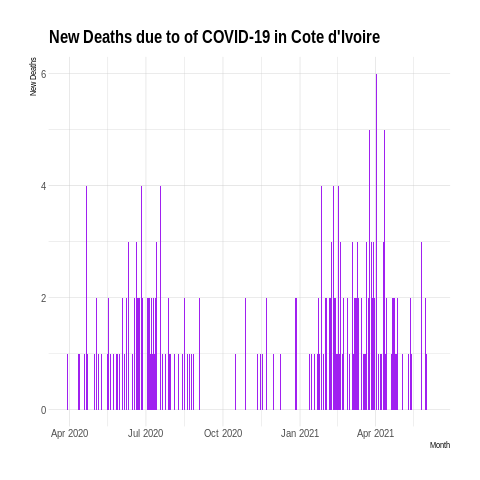 New Deaths due to of COVID-19 in Cote d'Ivoire
New Deaths
6
4
2
0
Apr 2020 Jul 2020 Oct 2020 Jan 2021 Apr 2021
Month